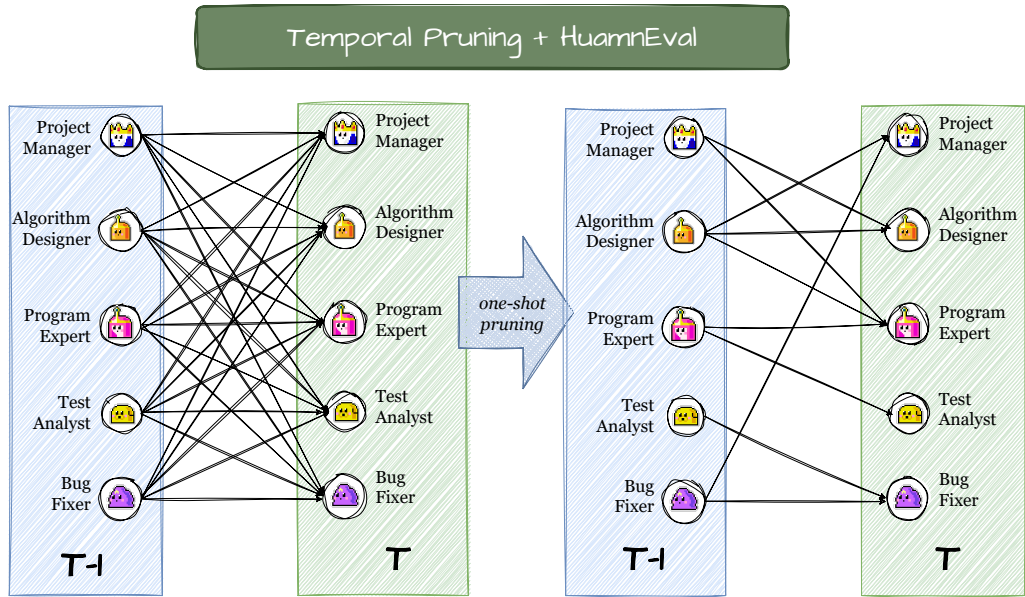 Temporal Pruning + HuamnEval
Project
Manager
Algorithm
Designer
Program
Expert
Test
Analyst
Bug
Fixer
T-1
Project
Manager
Algorithm
Designer
Program
Expert
Test
Analyst
Bug
Fixer
T
one-shot
pruning
Project
Manager
Algorithm
Designer
Program
Expert
Test
Analyst
Bug
Fixer
T-1
Project
Manager
Algorithm
Designer
Program
Expert
Test
Analyst
Bug
Fixer
T